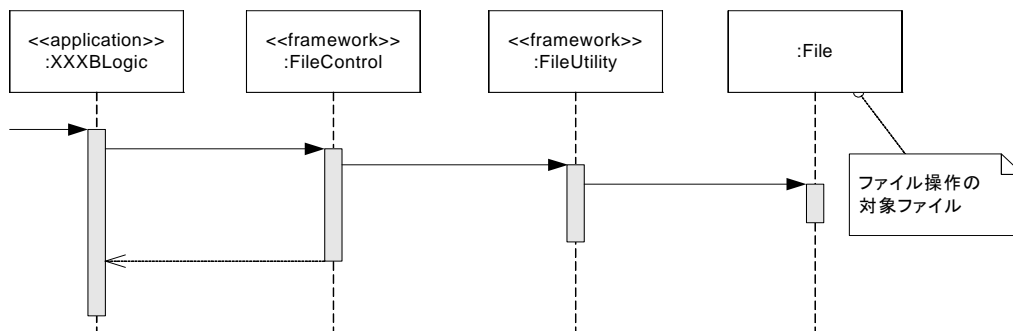 <<application>>
:XXXBLogic
<<framework>>
:FileControl
<<framework>>
:FileUtility
:File
ファイル操作の
対象ファイル